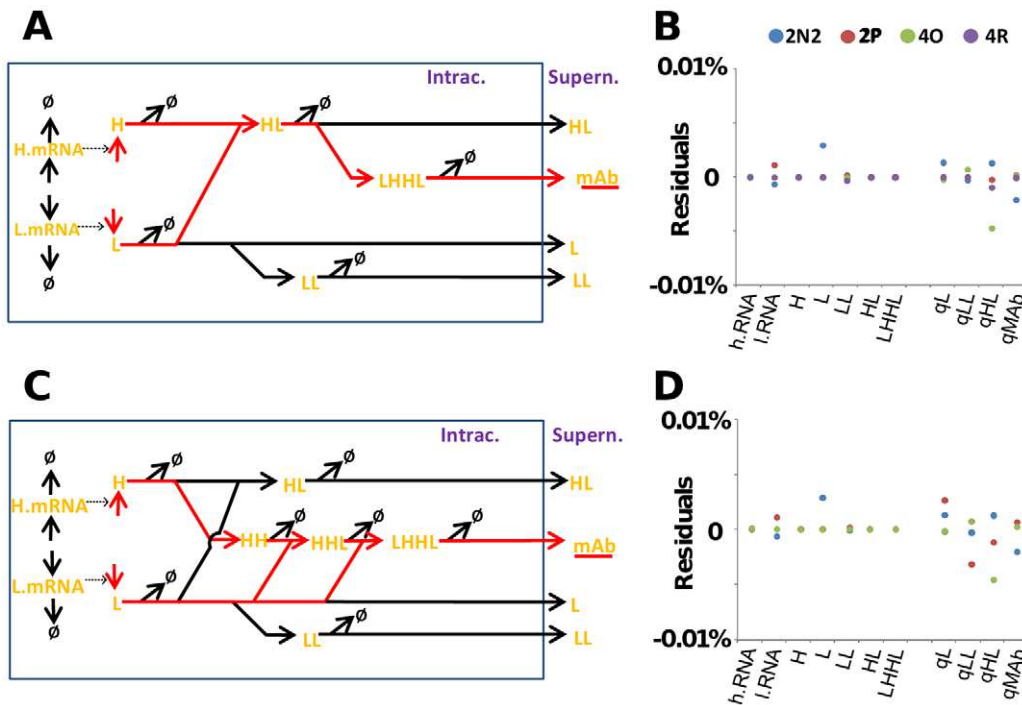 A
Intrac. Supern.
Ø
H Ø HL Ø HL
H.mRNA
LHHL Ø mAb
L.mRNA
L Ø L
Ø LL Ø LL
B
2N2 2P 4O 4R
0.01%
0
-0.01%
Residuals
h.RNA l.RNA H L LL HL LHHL qL qLL qHL qMAb
C
Intrac. Supern.
Ø
H Ø HL Ø HL
H.mRNA
HH Ø HHL Ø LHHL Ø mAb
L.mRNA
L Ø L
Ø LL Ø LL
D
0.01%
0
-0.01%
Residuals
h.RNA l.RNA H L LL HL LHHL qL qLL qHL qMAb